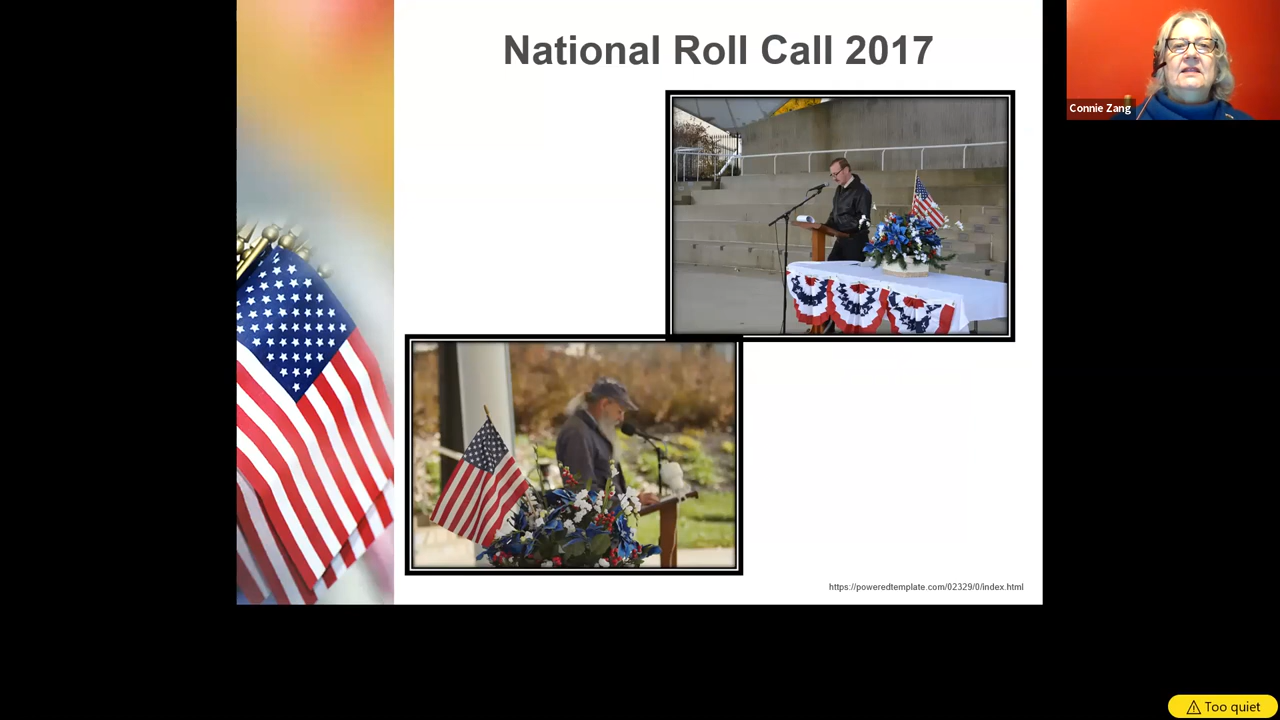 National Roll Call 2017
Connie Zang
https://poweredtemplate.com/02329/0/index.html
Too quiet